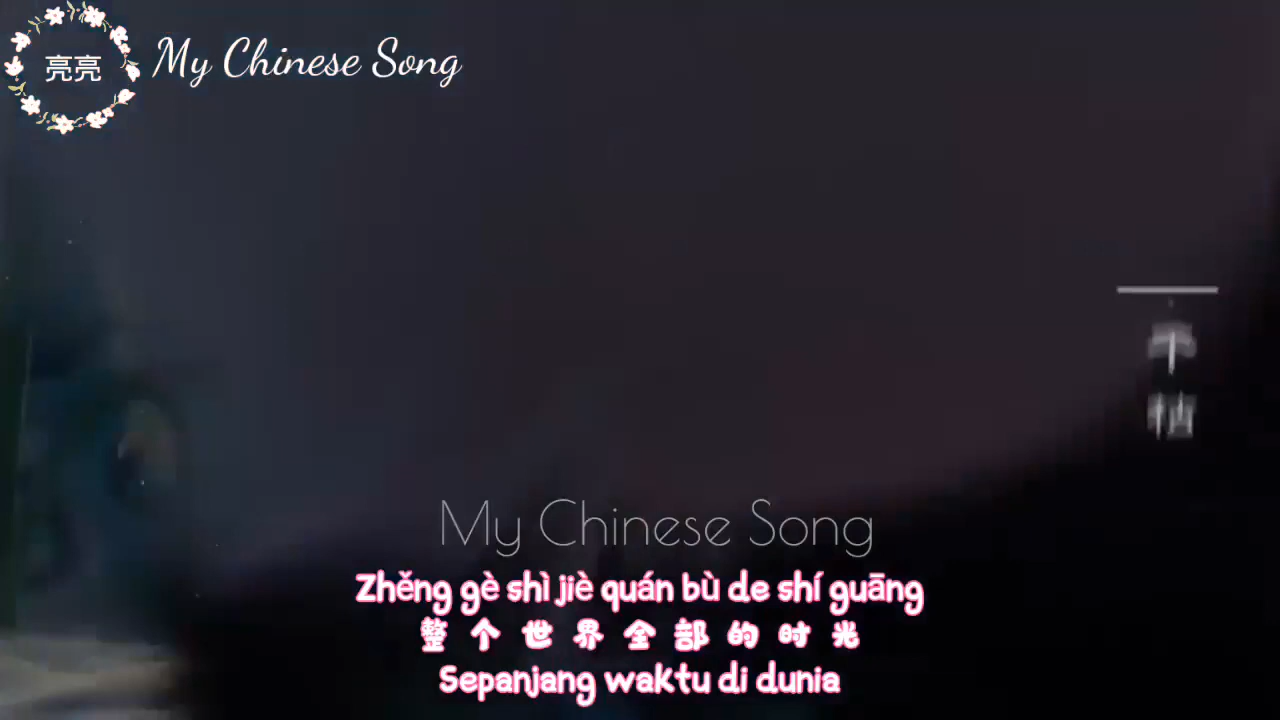 亮亮
My Chinese Song
My Chinese Song
Zhěng gè shì jiè quán bù de shí guāng
整个世界全部的时光
Sepanjang waktu di dunia